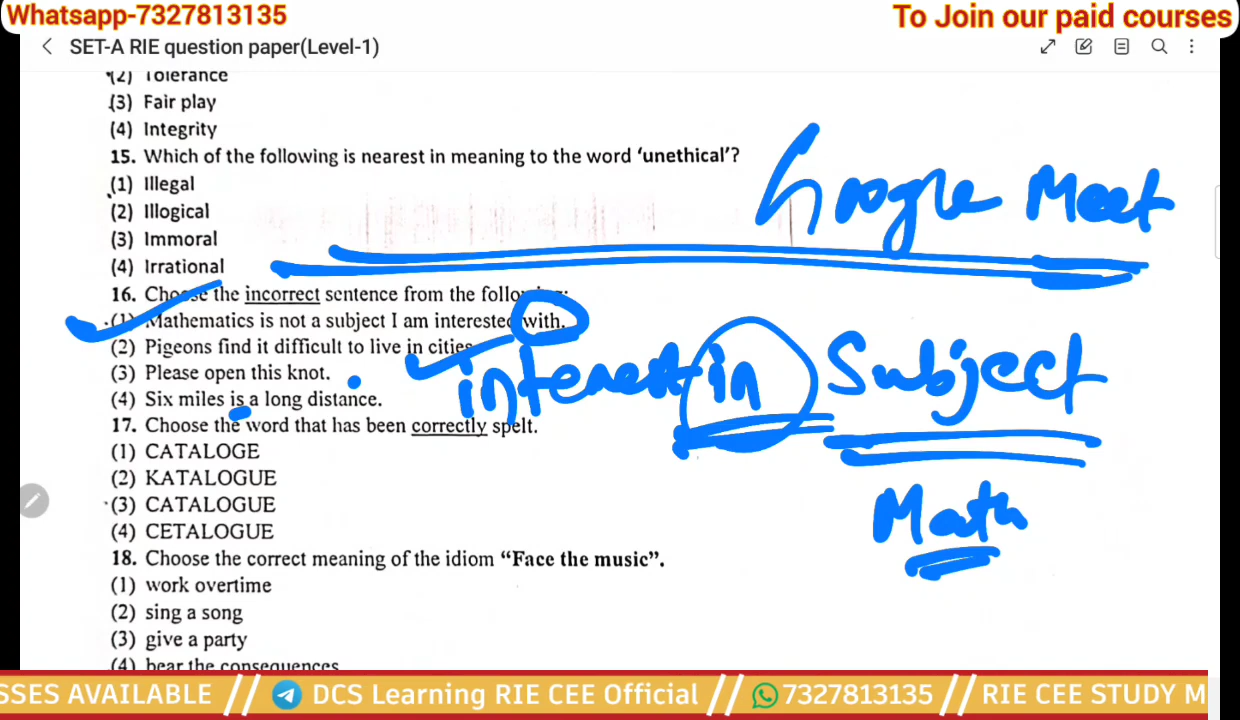 Whatsapp-7327813135
To Join our paid courses
SET-A RIE question paper(Level-1)
(2) Tolerance
(3) Fair play
(4) Integrity
15. Which of the following is nearest in meaning to the word ‘unethical’?
(1) Illegal
(2) Illogical
(3) Immoral
(4) Irrational
Google Meet
16. Choose the incorrect sentence from the following:
(1) Mathematics is not a subject I am interested with.
(2) Pigeons find it difficult to live in cities
(3) Please open this knot.
(4) Six miles is a long distance.
interest in Subject
Math
17. Choose the word that has been correctly spelt.
(1) CATALOGE
(2) KATALOGUE
(3) CATALOGUE
(4) CETALOGUE
18. Choose the correct meaning of the idiom “Face the music”.
(1) work overtime
(2) sing a song
(3) give a party
(4) bear the consequences
SSES AVAILABLE // DCS Learning RIE CEE Official // 7327813135 // RIE CEE STUDY M